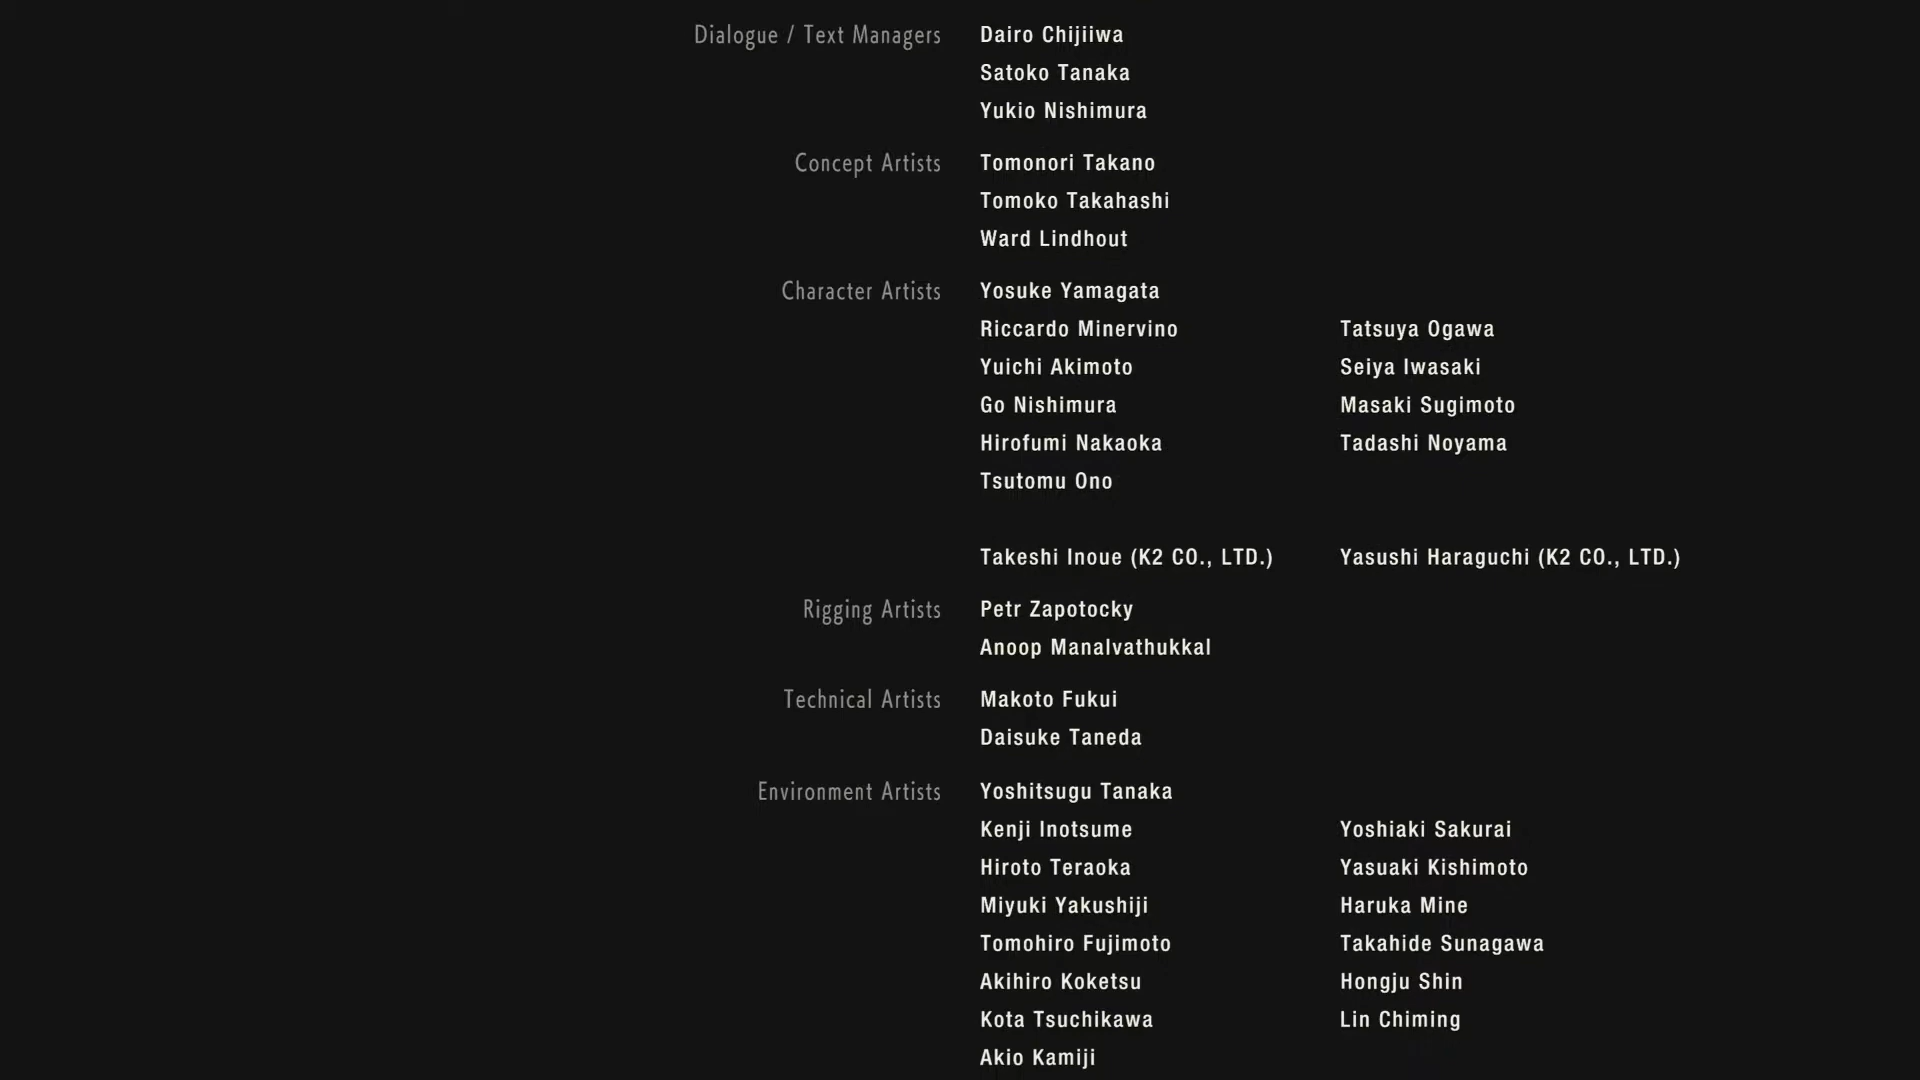 Dialogue / Text Managers Dairo Chijiiwa
Satoko Tanaka
Yukio Nishimura
Concept Artists Tomonori Takano
Tomoko Takahashi
Ward Lindhout
Character Artists Yosuke Yamagata
Riccardo Minervino Tatsuya Ogawa
Yuichi Akimoto Seiya Iwasaki
Go Nishimura Masaki Sugimoto
Hirofumi Nakaoka Tadashi Noyama
Tsutomu Ono
Takeshi Inoue (K2 CO., LTD.) Yasushi Haraguchi (K2 CO., LTD.)
Rigging Artists Petr Zapotocky
Anoop Manalvathukkal
Technical Artists Makoto Fukui
Daisuke Taneda
Environment Artists Yoshitsugu Tanaka
Kenji Inotsume Yoshiaki Sakurai
Hiroto Teraoka Yasuaki Kishimoto
Miyuki Yakushiji Haruka Mine
Tomohiro Fujimoto Takahide Sunagawa
Akihiro Koketsu Hongju Shin
Kota Tsuchikawa Lin Chiming
Akio Kamiji